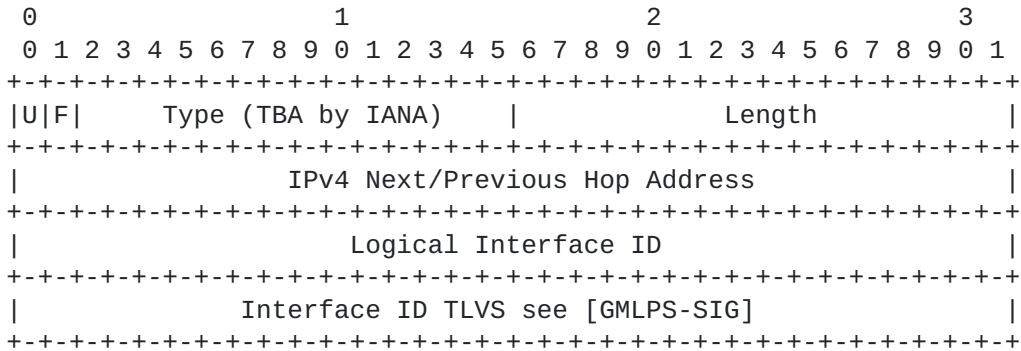 0                   1                   2                   3
 0 1 2 3 4 5 6 7 8 9 0 1 2 3 4 5 6 7 8 9 0 1 2 3 4 5 6 7 8 9 0 1
+-+-+-+-+-+-+-+-+-+-+-+-+-+-+-+-+-+-+-+-+-+-+-+-+-+-+-+-+-+-+-+-+
|U|F|     Type (TBA by IANA)    |             Length            |
+-+-+-+-+-+-+-+-+-+-+-+-+-+-+-+-+-+-+-+-+-+-+-+-+-+-+-+-+-+-+-+-+
|                 IPv4 Next/Previous Hop Address                |
+-+-+-+-+-+-+-+-+-+-+-+-+-+-+-+-+-+-+-+-+-+-+-+-+-+-+-+-+-+-+-+-+
|                     Logical Interface ID                      |
+-+-+-+-+-+-+-+-+-+-+-+-+-+-+-+-+-+-+-+-+-+-+-+-+-+-+-+-+-+-+-+-+
|              Interface ID TLVS see [GMLPS-SIG]                |
+-+-+-+-+-+-+-+-+-+-+-+-+-+-+-+-+-+-+-+-+-+-+-+-+-+-+-+-+-+-+-+-+